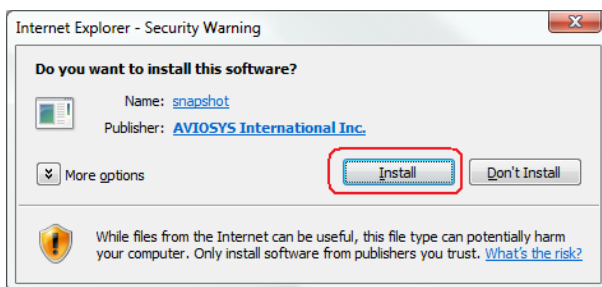 Internet Explorer - Security Warning
Do you want to install this software?
Name: snapshot
Publisher: AVIOSYS International Inc.
More options
Install
Don't Install
While files from the Internet can be useful, this file type can potentially harm
your computer. Only install software from publishers you trust. What's the risk?